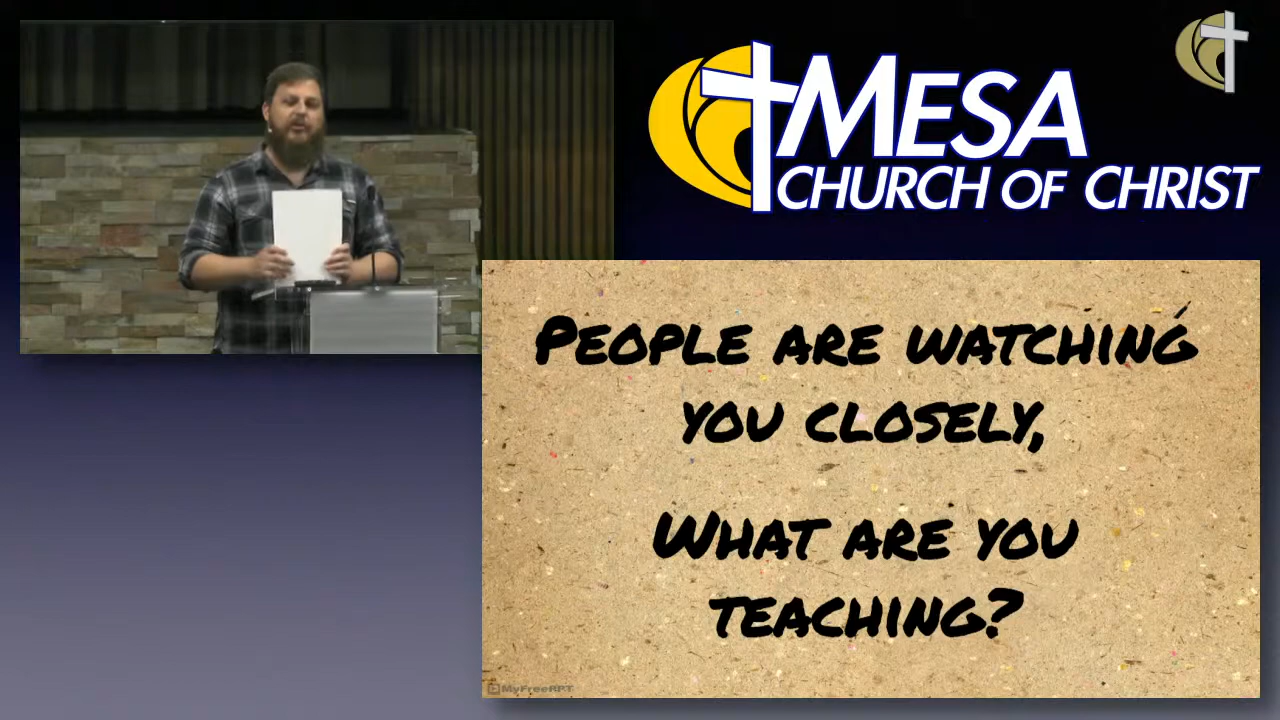 MESA
CHURCH OF CHRIST
PEOPLE ARE WATCHING
YOU CLOSELY,
WHAT ARE YOU
TEACHING?
MyFreePPT